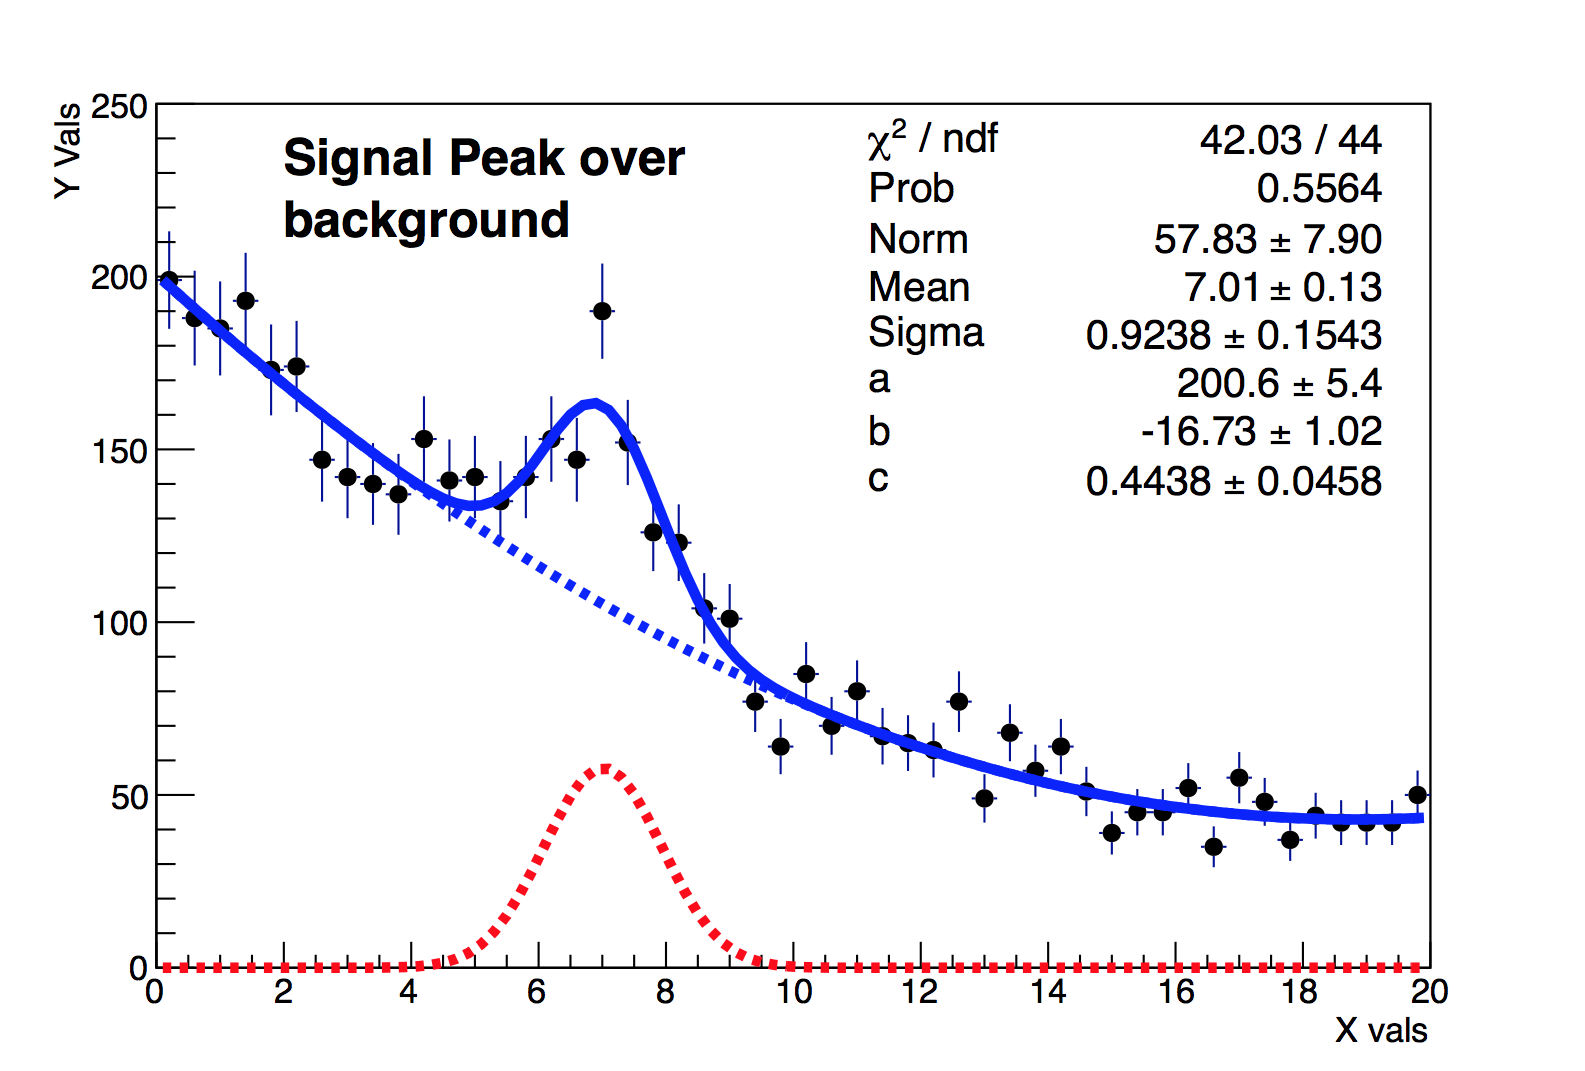 Y Vals
250
200
150
100
50
0
Signal Peak over
background
χ² / ndf 42.03 / 44
Prob 0.5564
Norm 57.83 ± 7.90
Mean 7.01 ± 0.13
Sigma 0.9238 ± 0.1543
a 200.6 ± 5.4
b -16.73 ± 1.02
c 0.4438 ± 0.0458
0 2 4 6 8 10 12 14 16 18 20
X vals